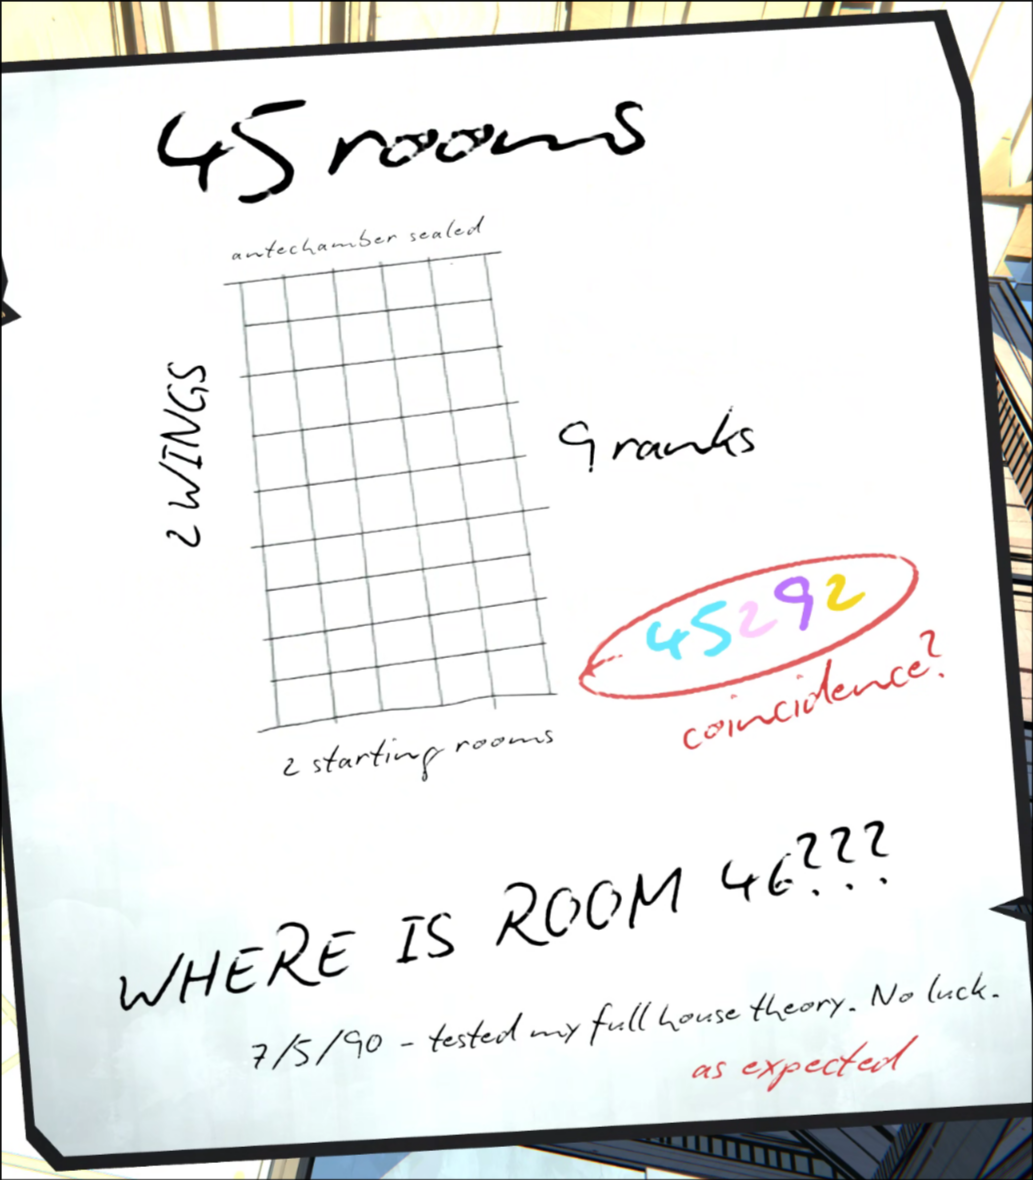 45 rooms
antechamber sealed
2 WINGS
9 ranks
45292
coincidence?
2 starting rooms
WHERE IS ROOM 46???
7/5/90 - tested my full house theory. No luck.
as expected